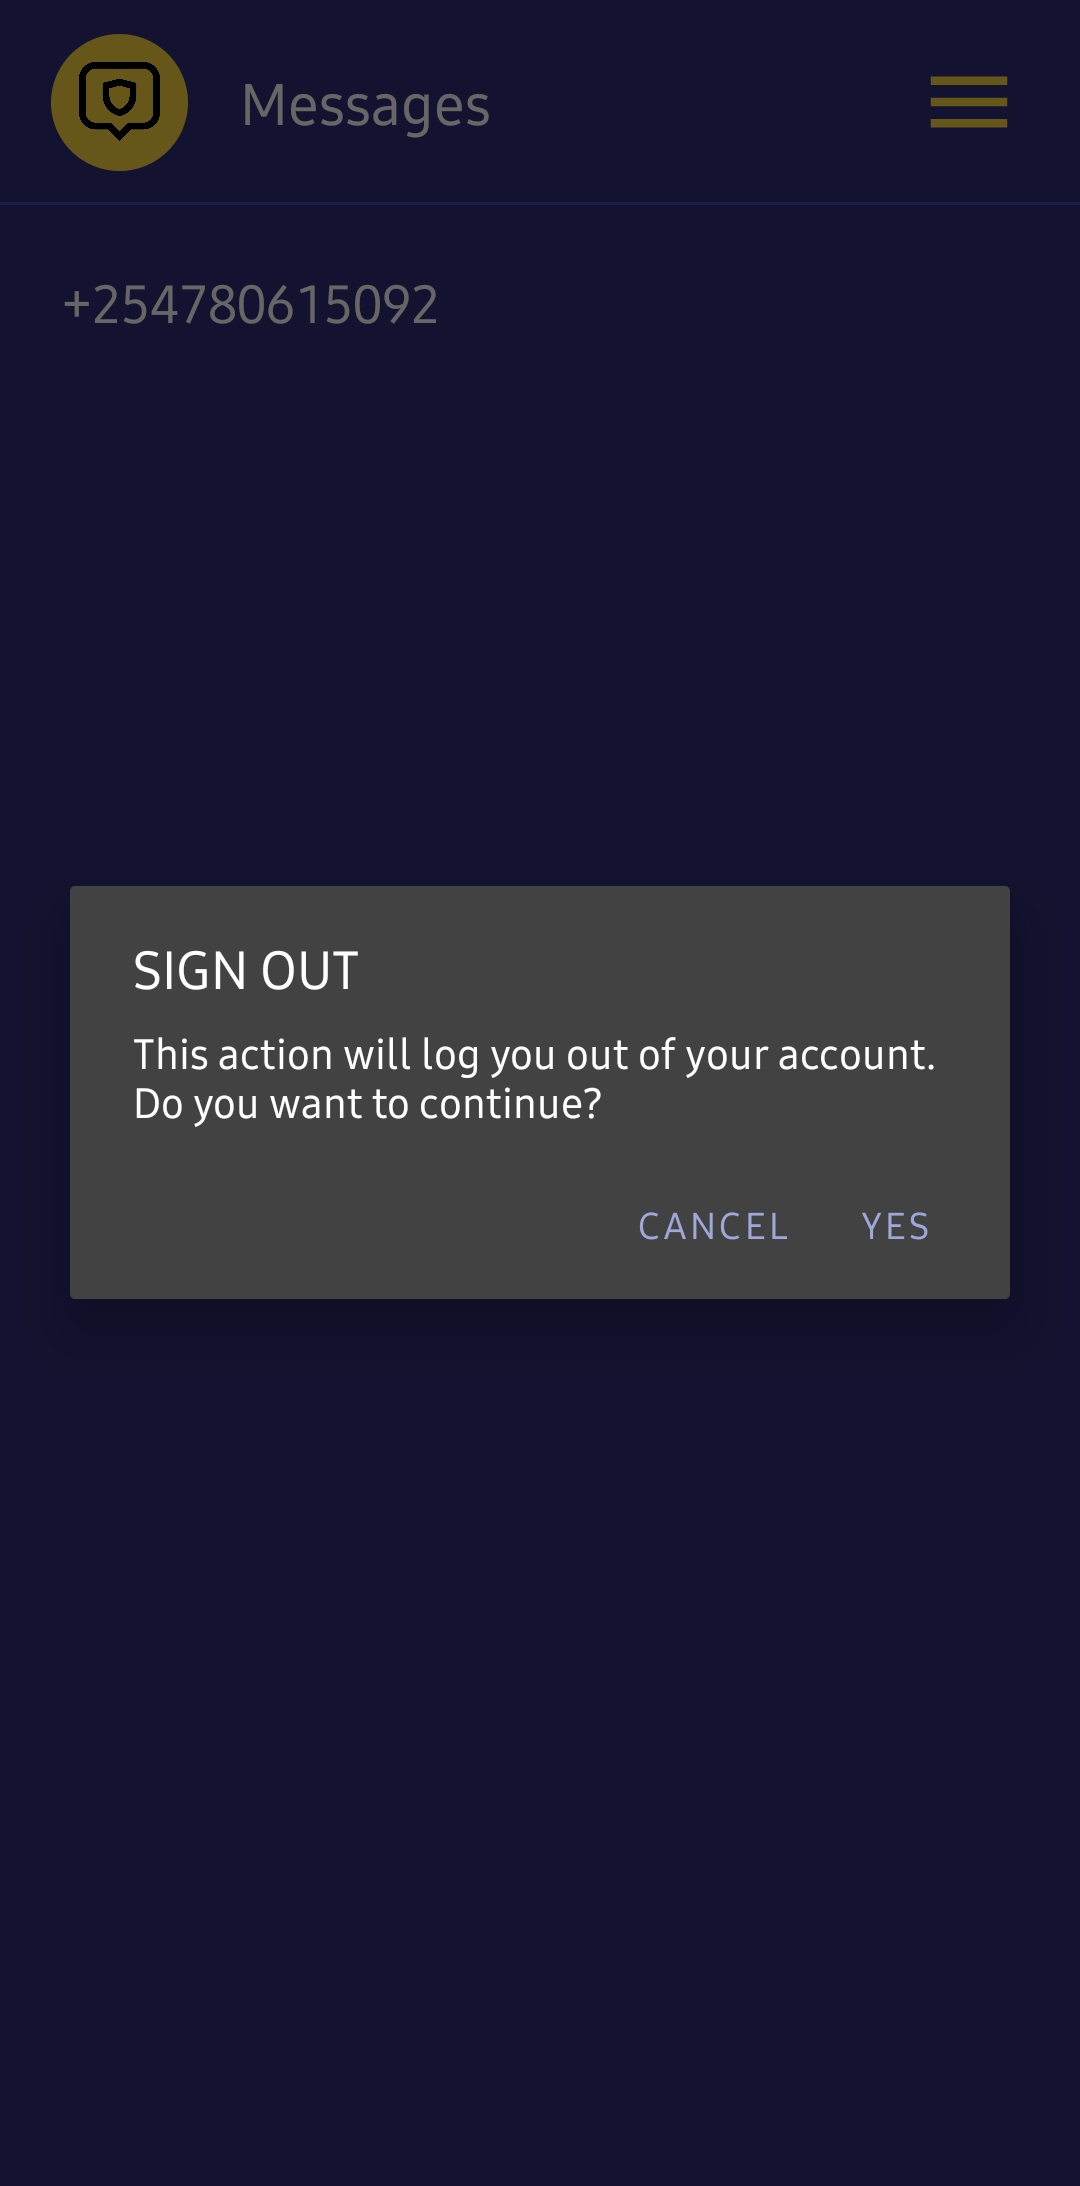 Messages
+254780615092
SIGN OUT
This action will log you out of your account.
Do you want to continue?
CANCEL YES